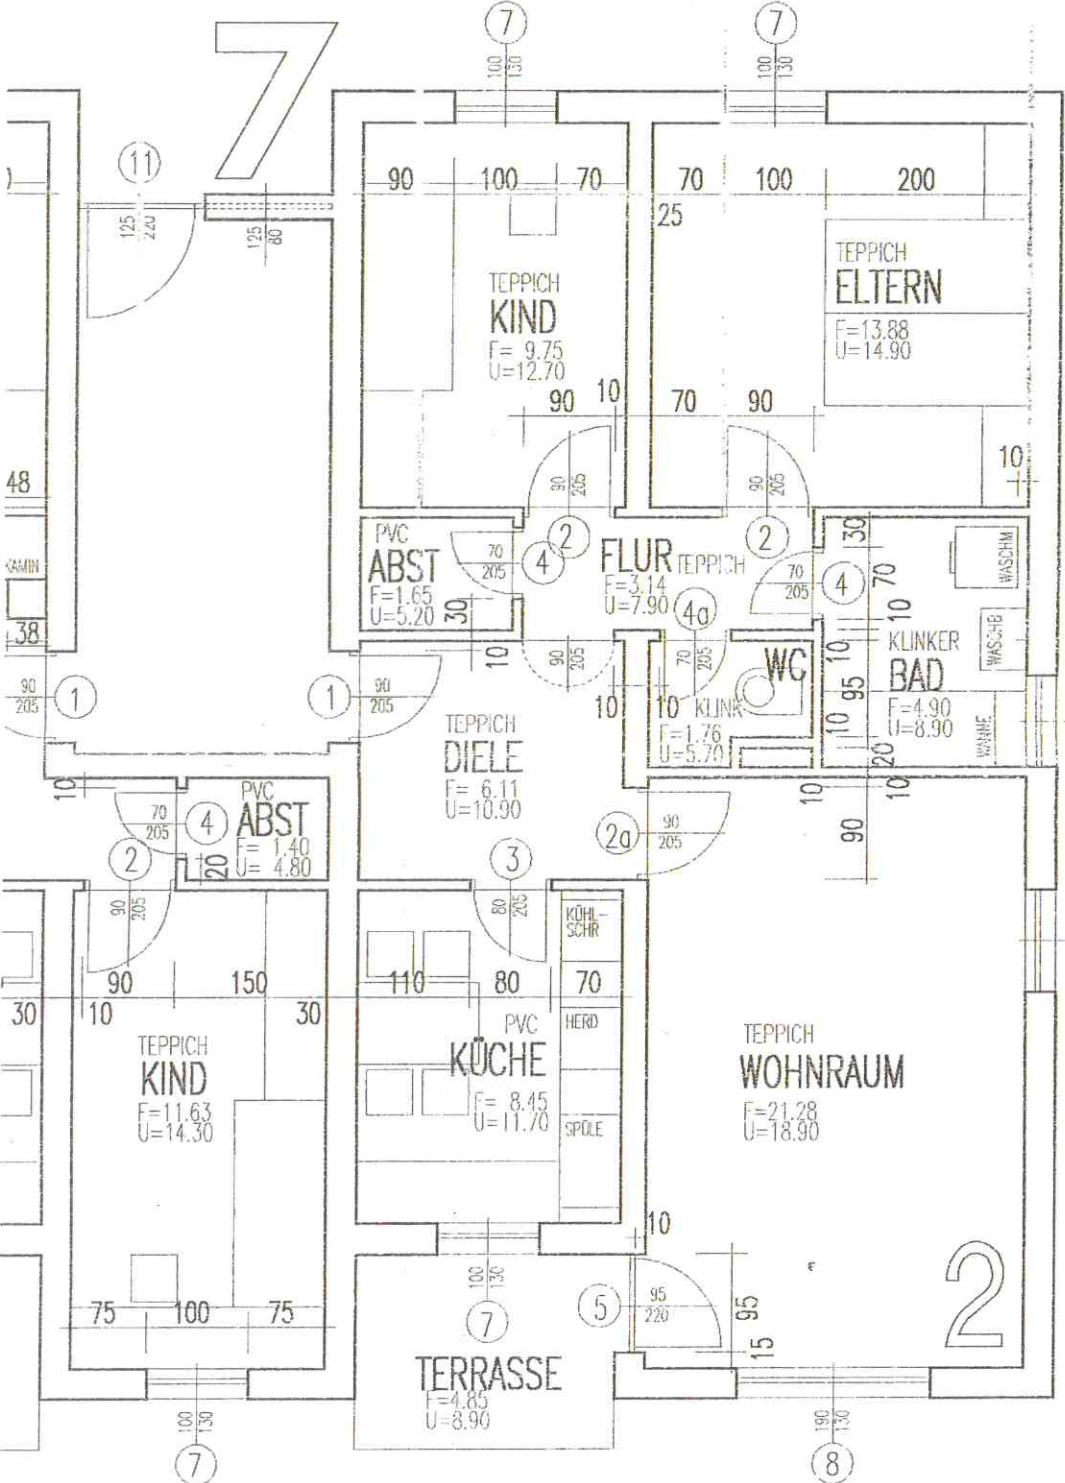 7
7
7
100
130
100
130
11
125
220
125
80
90
100
70
70
100
200
25
TEPPICH
KIND
F= 9.75
U=12.70
TEPPICH
ELTERN
F=13.88
U=14.90
90
10
70
90
10
48
90
205
90
205
2
2
KAMIN
38
PVC
ABST
F=1.65
U=5.20
70
205
4
30
10
FLUR TEPPICH
F=3.14
U=7.90
4a
70
205
4
30
70
10
10
95
10
20
10
WASCHM
WÄSCHE
WANNE
KLINKER
BAD
F=4.90
U=8.90
90
205
1
1
90
205
90
205
70
205
WC
10
10
KLINK
F=1.76
U=5.70
TEPPICH
DIELE
F= 6.11
U=10.90
10
70
205
4
PVC
ABST
F= 1.40
U= 4.80
20
2
90
205
3
80
205
2a
90
205
10
90
KÜHL-
SCHR
90
150
110
80
70
30
10
30
HERD
TEPPICH
KIND
F=11.63
U=14.30
PVC
KÜCHE
F= 8.45
U=11.70
SPÜLE
TEPPICH
WOHNRAUM
F=21.28
U=18.90
10
75
100
75
100
130
7
5
95
220
95
15
2
TERRASSE
F=4.85
U=8.90
100
130
7
190
130
8